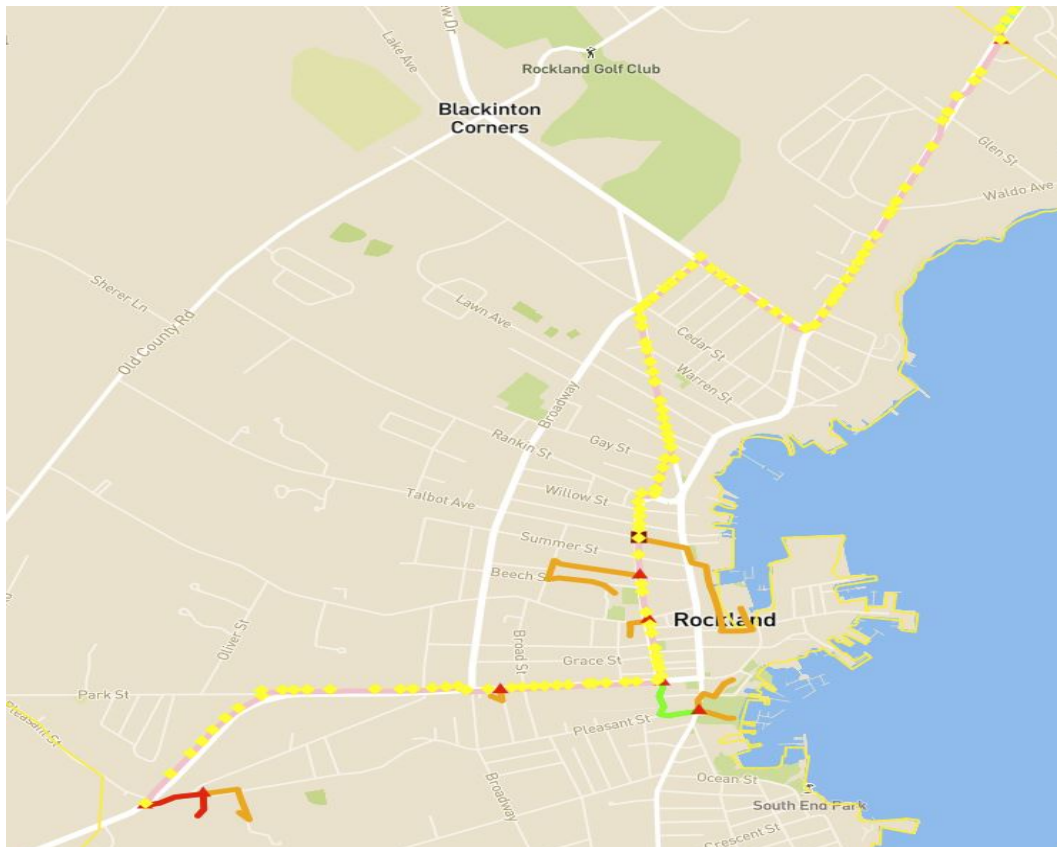 Lake Ave
Rockland Golf Club
Blackinton
Corners
Glen St
Waldo Ave
Sherer Ln
Old County Rd
Lawn Ave
Cedar St
Warren St
Broadway
Gay St
Rankin St
Willow St
Talbot Ave
Summer St
Beech St
Rockland
Oliver St
Broad St
Grace St
Park St
Pleasant St
Pleasant St
Broadway
Ocean St
South End Park
Crescent St